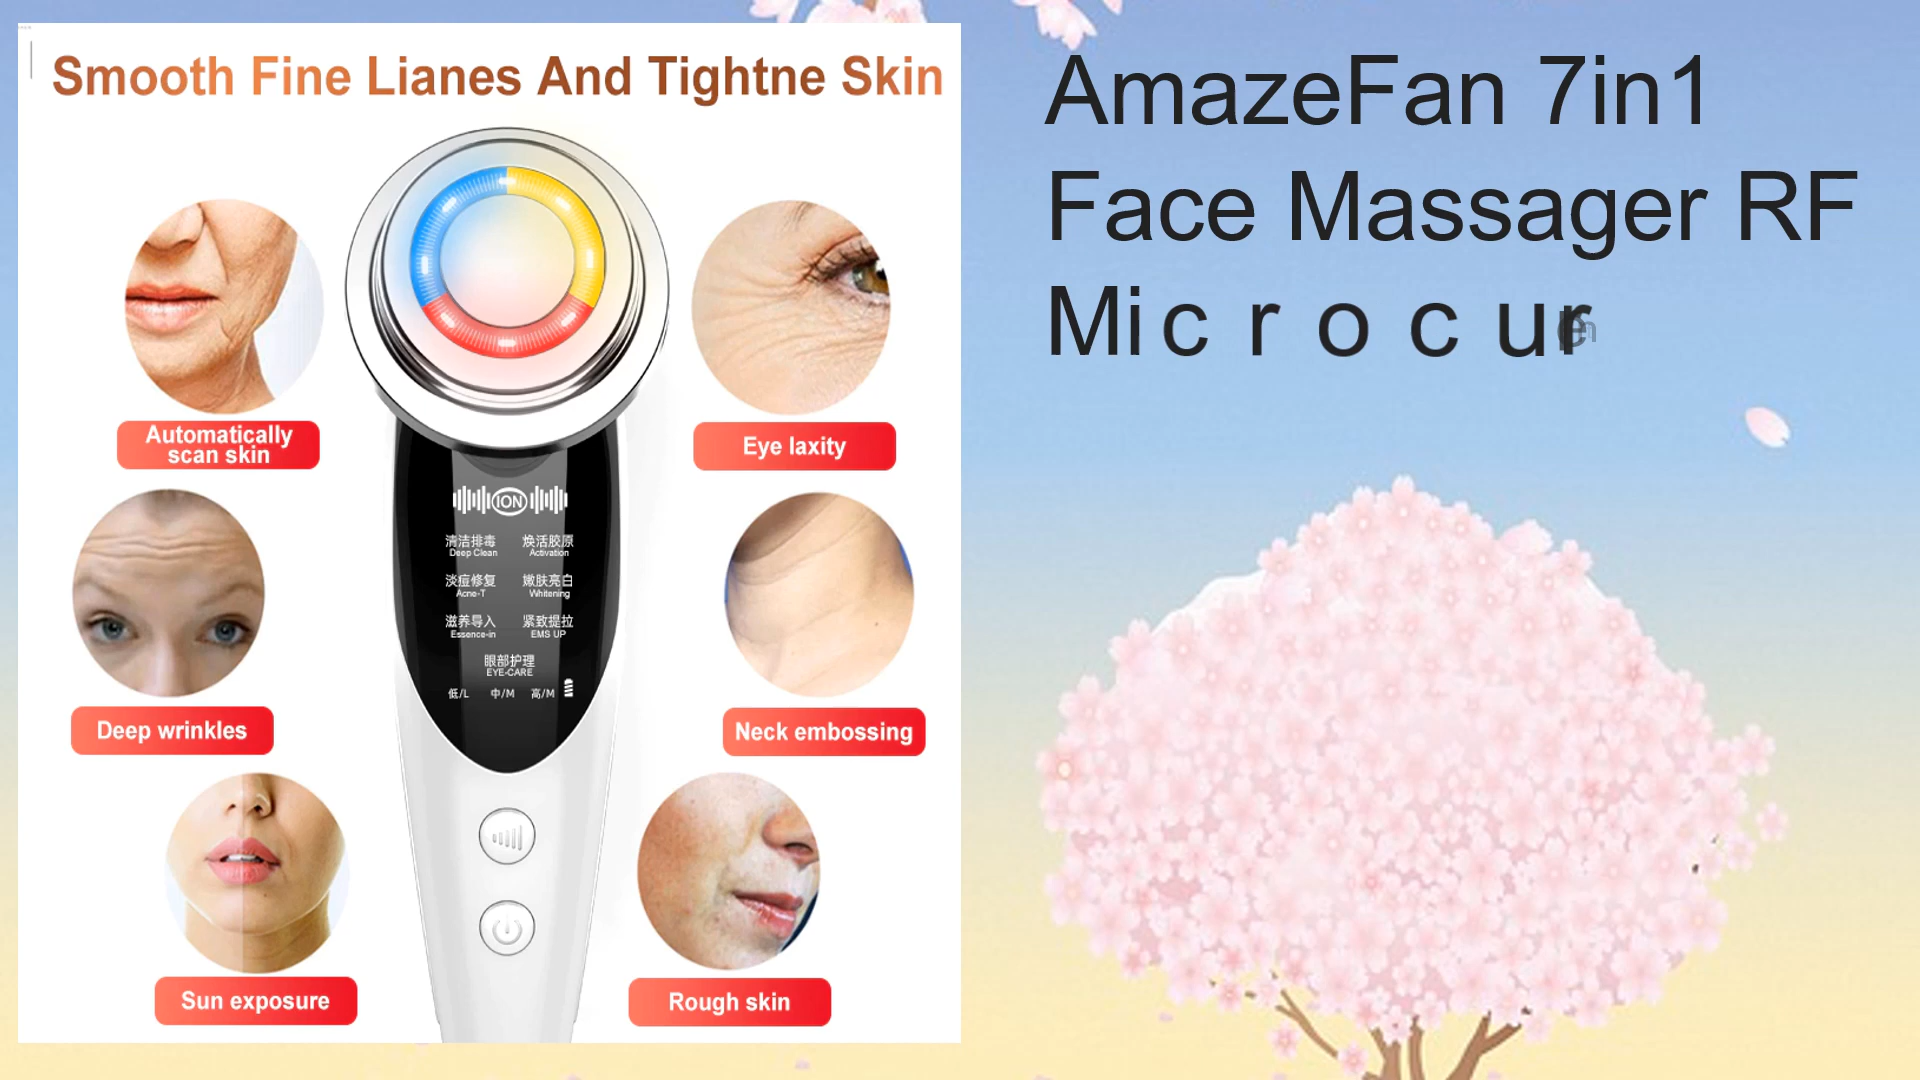 Smooth Fine Lianes And Tightne Skin
AmazeFan 7in1
Face Massager RF
Microcur
Automatically
scan skin
Eye laxity
Deep wrinkles
Neck embossing
Sun exposure
Rough skin
ION
清洁排毒 焕活胶原
Deep Clean Activation
淡痘修复 嫩肤亮白
Acne-T Whitening
滋养导入 紧致提拉
Essence-in EMS UP
眼部护理
EYE-CARE
低/L 中/M 高/M